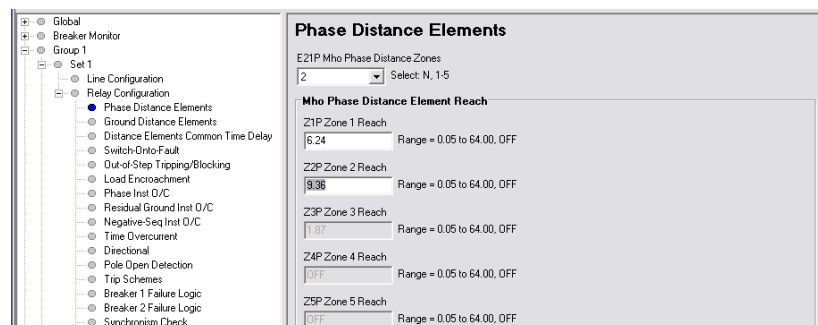 Global
Breaker Monitor
Group 1
Set 1
Line Configuration
Relay Configuration
Phase Distance Elements
Ground Distance Elements
Distance Elements Common Time Delay
Switch-Onto-Fault
Out-of-Step Tripping/Blocking
Load Encroachment
Phase Inst O/C
Residual Ground Inst O/C
Negative-Seq Inst O/C
Time Overcurrent
Directional
Pole Open Detection
Trip Schemes
Breaker 1 Failure Logic
Breaker 2 Failure Logic
Synchronism Check
Phase Distance Elements
E21P Mho Phase Distance Zones
2 Select: N, 1-5
Mho Phase Distance Element Reach
Z1P Zone 1 Reach
6.24 Range = 0.05 to 64.00, OFF
Z2P Zone 2 Reach
9.36 Range = 0.05 to 64.00, OFF
Z3P Zone 3 Reach
1.87 Range = 0.05 to 64.00, OFF
Z4P Zone 4 Reach
OFF Range = 0.05 to 64.00, OFF
Z5P Zone 5 Reach
OFF Range = 0.05 to 64.00, OFF